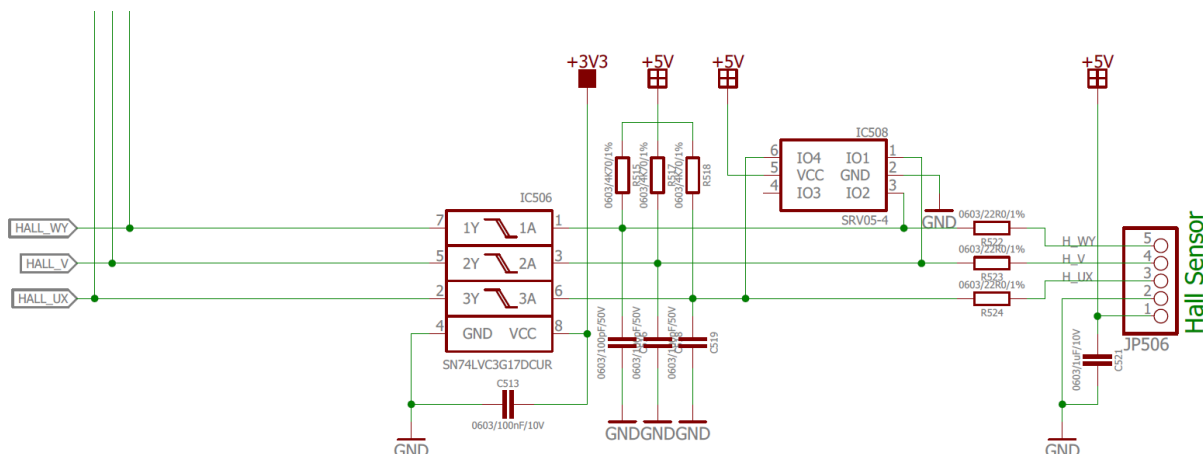 +3V3
+5V
+5V
+5V
IC508
6 IO4 IO1 1
5 VCC GND 2
4 IO3 IO2 3
SRV05-4
GND
0603/4K70/1%
R515
0603/4K70/1%
R517
0603/4K70/1%
R518
IC506
HALL_WY
7 1Y 1A 1
HALL_V
5 2Y 2A 3
HALL_UX
2 3Y 3A 6
4 GND VCC 8
SN74LVC3G17DCUR
C513
0603/100nF/10V
GND
0603/100pF/50V
0603/100pF/50V
0603/100pF/50V
C519
GND
GND
GND
0603/22R0/1%
R522
0603/22R0/1%
R523
0603/22R0/1%
R524
H_WY
H_V
H_UX
5
4
3
2
1
JP506
Hall Sensor
0603/1uF/10V
C521
GND